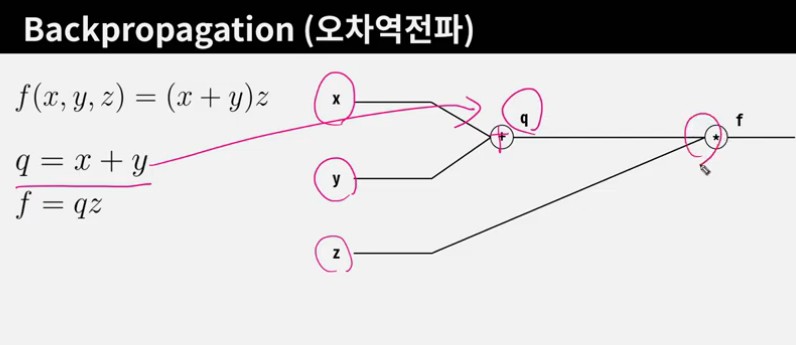 Backpropagation (오차역전파)
f(x, y, z) = (x + y)z
q = x + y
f = qz
x
y
z
+
q
*
f